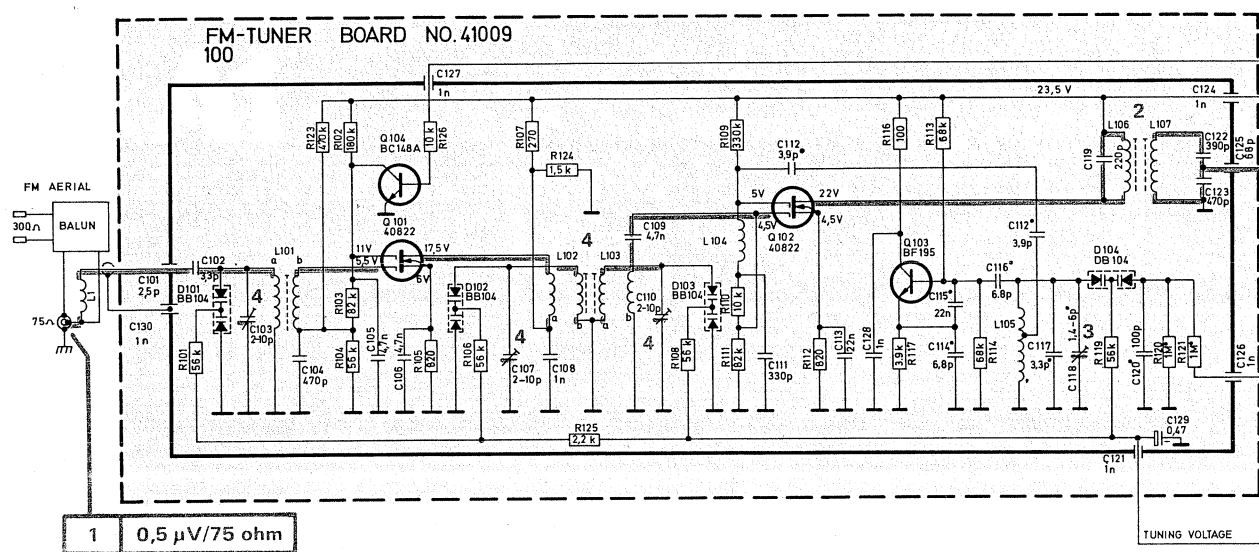 FM-TUNER BOARD NO. 41009
100
C127
1n
23,5 V
C124
1n
R123
470k
R102
180k
Q104
BC148A
10k
R126
R107
270
R124
1,5 k
R109
330k
C112•
3,9p
R116
100
R113
68k
2
L106
L107
C119
220p
C122
390p
C125
68p
C123
470p
FM AERIAL
300Ω
BALUN
75Ω
L1
C101
2,5p
C130
1n
C102
3,3p
D101
BB104
R101
56k
4
C103
2-10p
L101
a
b
C104
470p
R103
82k
R104
56k
C105
4,7n
Q101
40822
11V
5,5V
17,5V
6V
C106
4,7n
R105
820
D102
BB104
R106
56k
4
C107
2-10p
4
L102
L103
a
b
a
b
C108
1n
C109
4,7n
C110
2-10p
4
D103
BB104
R108
56k
L104
R110
10k
R111
82k
C111
330p
5V
4,5V
22V
4,5V
Q102
40822
R112
820
C113
22n
C128
1n
Q103
BF195
R117
3,9k
C115•
22n
C114•
6,8p
C116•
6,8p
R114
68k
L105
C112•
3,9p
C117
3,3p•
C118
1,4-6p•
3
D104
DB104
R119
56k
C120•
100p
R120
1M•
R121
1M•
C126
1n
R125
2,2k
C129
0,47
C121
1n
TUNING VOLTAGE
1
0,5 µV/75 ohm